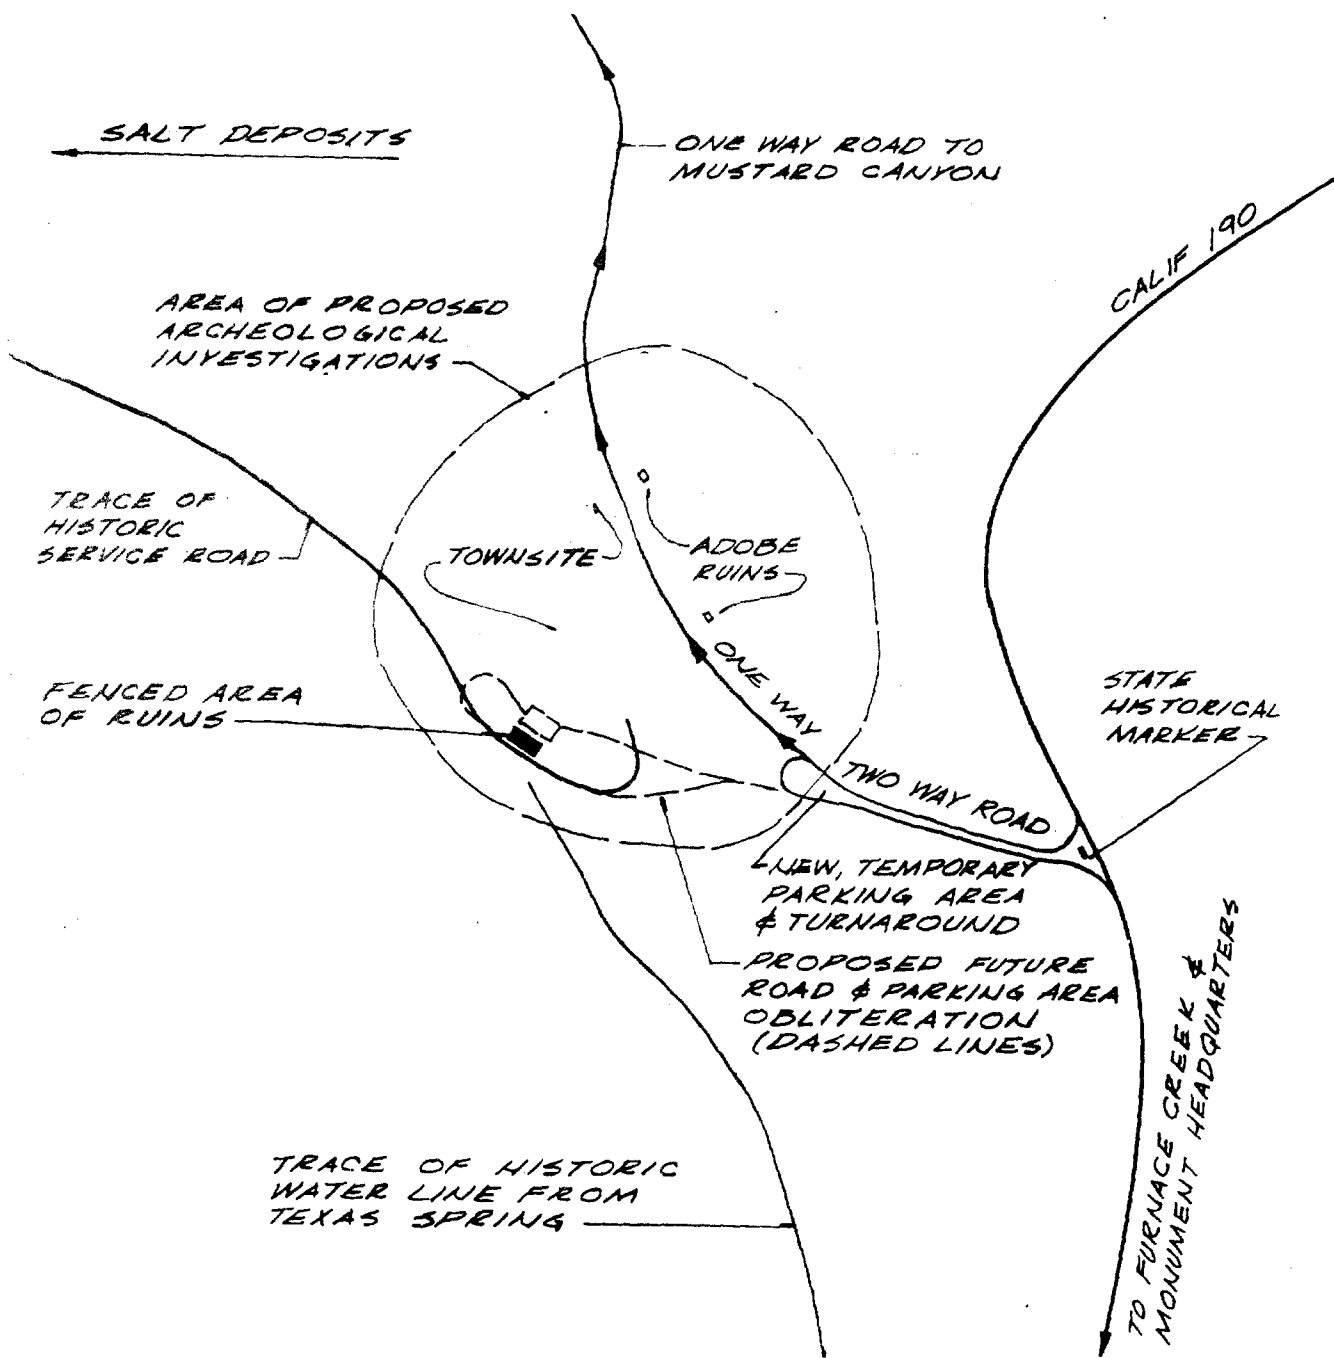 SALT DEPOSITS
ONE WAY ROAD TO
MUSTARD CANYON
CALIF 190
AREA OF PROPOSED
ARCHEOLOGICAL
INVESTIGATIONS
TRACE OF
HISTORIC
SERVICE ROAD
TOWNSITE
ADOBE
RUINS
ONE WAY
FENCED AREA
OF RUINS
STATE
HISTORICAL
MARKER
TWO WAY ROAD
NEW, TEMPORARY
PARKING AREA
& TURNAROUND
PROPOSED FUTURE
ROAD & PARKING AREA
OBLITERATION
(DASHED LINES)
TO FURNACE CREEK &
MONUMENT HEADQUARTERS
TRACE OF HISTORIC
WATER LINE FROM
TEXAS SPRING